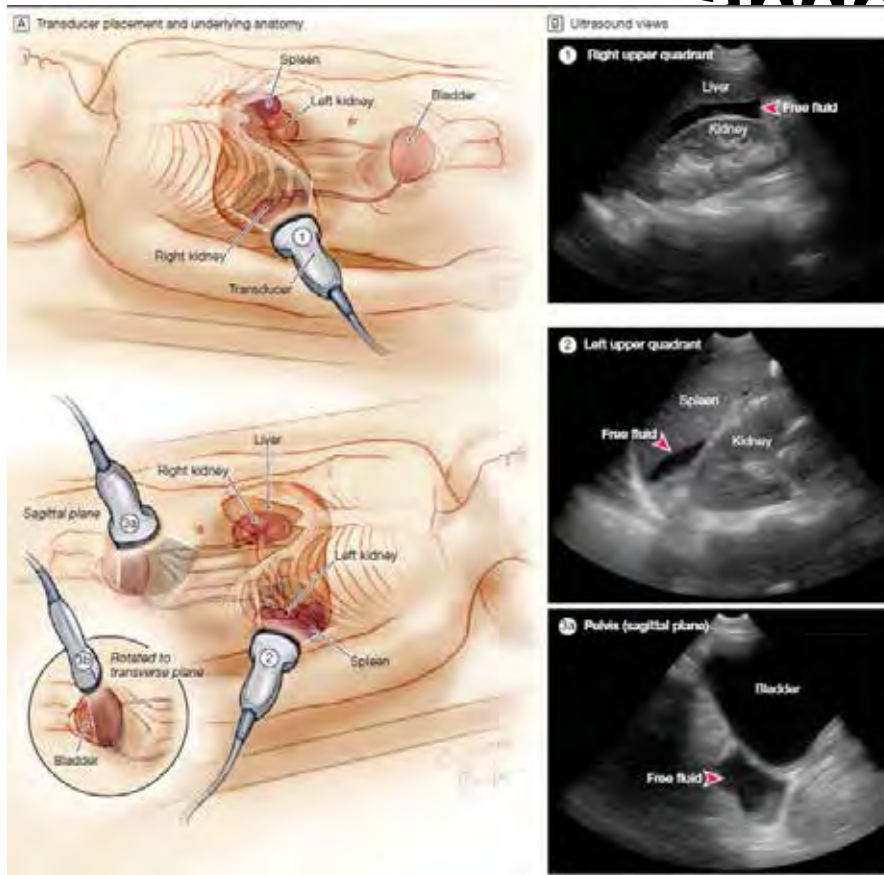 A Transducer placement and underlying anatomy
Spleen
Left kidney
Bladder
Right kidney
1
Transducer
Liver
Right kidney
Sagittal plane
3a
Left kidney
3b
Rotated to
transverse plane
2
Spleen
Bladder
B Ultrasound views
1 Right upper quadrant
Liver
Free fluid
Kidney
2 Left upper quadrant
Spleen
Free fluid
Kidney
3a Pelvis (sagittal plane)
Bladder
Free fluid